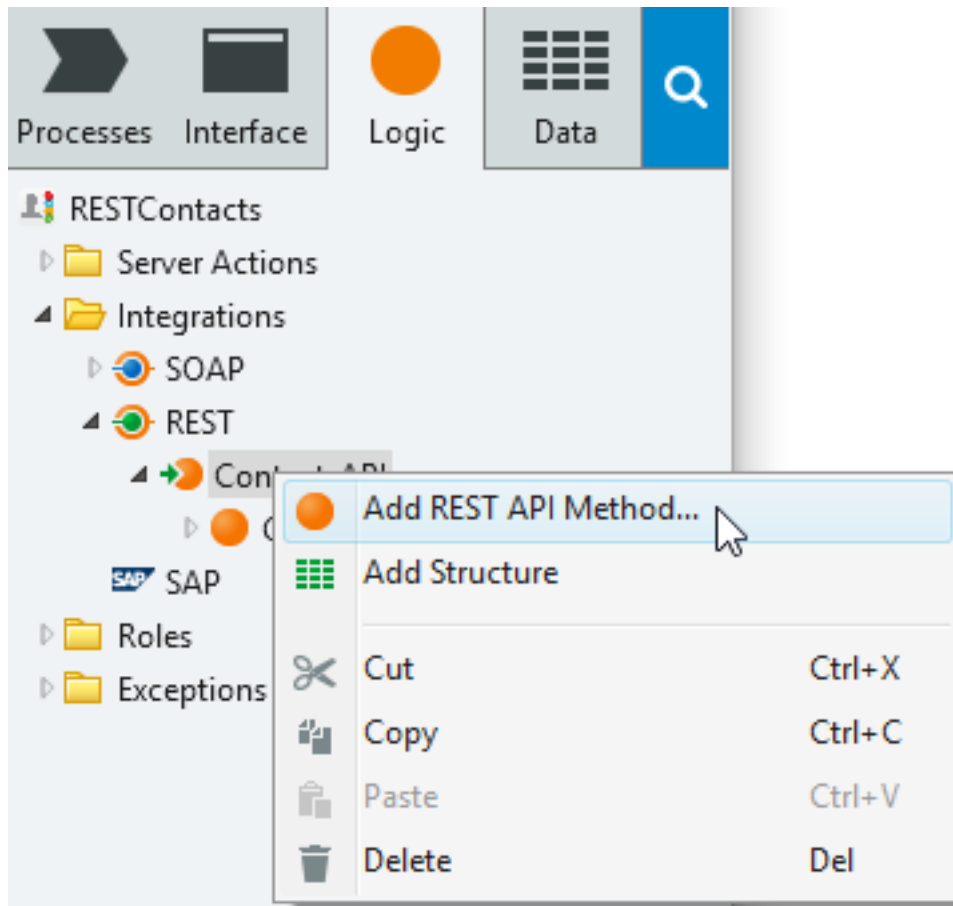 Processes Interface Logic Data
RESTContacts
Server Actions
Integrations
SOAP
REST
Add REST API Method...
Add Structure
SAP SAP
Roles
Exceptions
Cut Ctrl+X
Copy Ctrl+C
Paste Ctrl+V
Delete Del